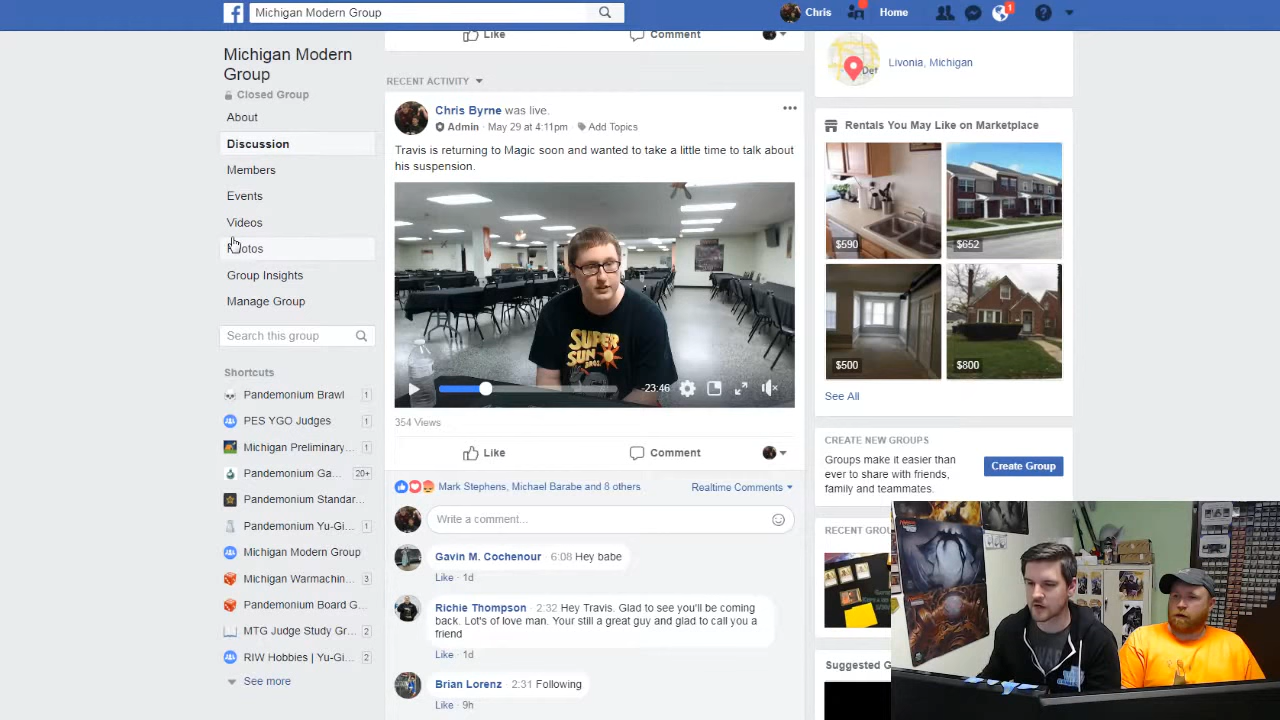 Michigan Modern Group
Chris
Home
1
Michigan Modern
Group
Closed Group
About
Discussion
Members
Events
Videos
Photos
Group Insights
Manage Group
Search this group
Shortcuts
Pandemonium Brawl 1
PES YGO Judges 1
Michigan Preliminary... 1
Pandemonium Ga... 20+
Pandemonium Standar...
Pandemonium Yu-Gi... 1
Michigan Modern Group
Michigan Warmachin... 3
Pandemonium Board G...
MTG Judge Study Gr... 2
RIW Hobbies | Yu-Gi... 2
See more
Like Comment
RECENT ACTIVITY
Chris Byrne was live.
Admin · May 29 at 4:11pm · Add Topics
Travis is returning to Magic soon and wanted to take a little time to talk about
his suspension.
SUPER
SUN
BROS.
-23:46
354 Views
Like Comment
Mark Stephens, Michael Barabe and 8 others
Realtime Comments
Write a comment...
Gavin M. Cochenour · 6:08 Hey babe
Like · 1d
Richie Thompson · 2:32 Hey Travis. Glad to see you'll be coming
back. Lot's of love man. Your still a great guy and glad to call you a
friend
Like · 1d
Brian Lorenz · 2:31 Following
Like · 9h
Det
Livonia, Michigan
Rentals You May Like on Marketplace
$590
$652
$500
$800
See All
CREATE NEW GROUPS
Groups make it easier than
ever to share with friends,
family and teammates.
Create Group
RECENT GROU
Suggested G